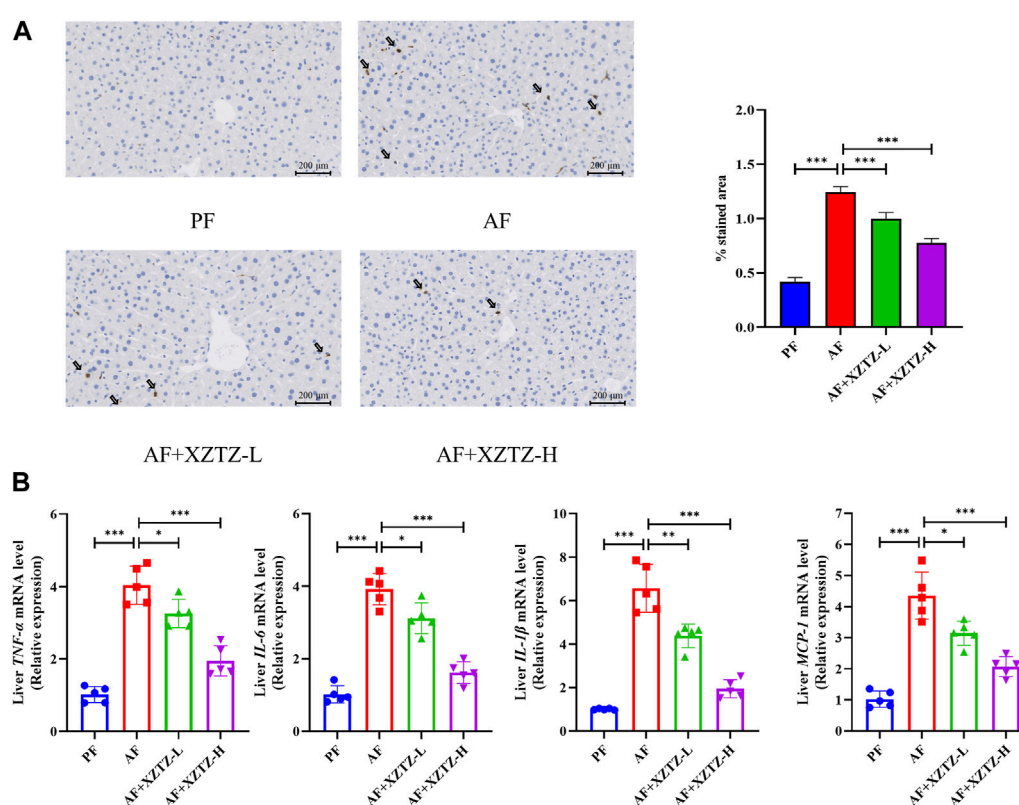 A
200 μm
200 μm
PF
AF
200 μm
200 μm
AF+XZTZ-L
AF+XZTZ-H
% stained area
2.0
1.5
1.0
0.5
0.0
***
***
***
PF
AF
AF+XZTZ-L
AF+XZTZ-H
B
Liver TNF-α mRNA level
(Relative expression)
6
4
2
0
***
***
*
PF
AF
AF+XZTZ-L
AF+XZTZ-H
Liver IL-6 mRNA level
(Relative expression)
6
4
2
0
***
***
*
PF
AF
AF+XZTZ-L
AF+XZTZ-H
Liver IL-1β mRNA level
(Relative expression)
10
8
6
4
2
0
***
***
**
PF
AF
AF+XZTZ-L
AF+XZTZ-H
Liver MCP-1 mRNA level
(Relative expression)
7
6
5
4
3
2
1
0
***
***
*
PF
AF
AF+XZTZ-L
AF+XZTZ-H